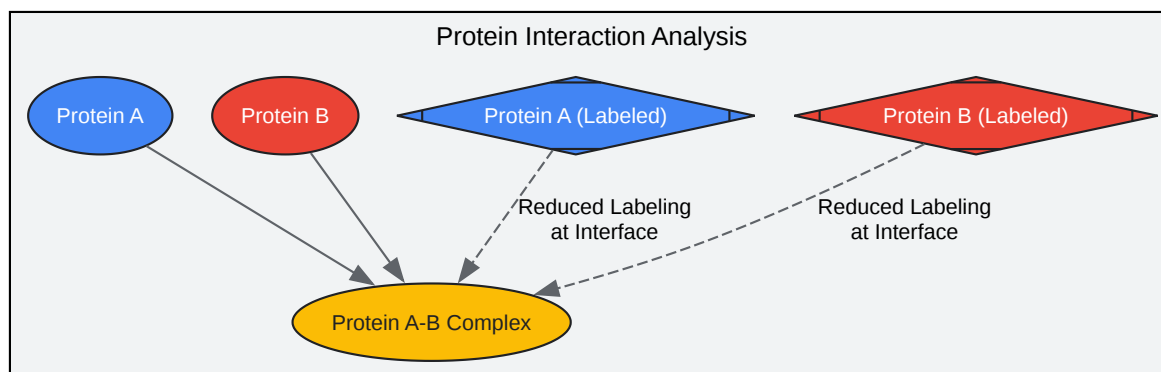 Protein Interaction Analysis
Protein A
Protein B
Protein A (Labeled)
Protein B (Labeled)
Reduced Labeling
at Interface
Reduced Labeling
at Interface
Protein A-B Complex